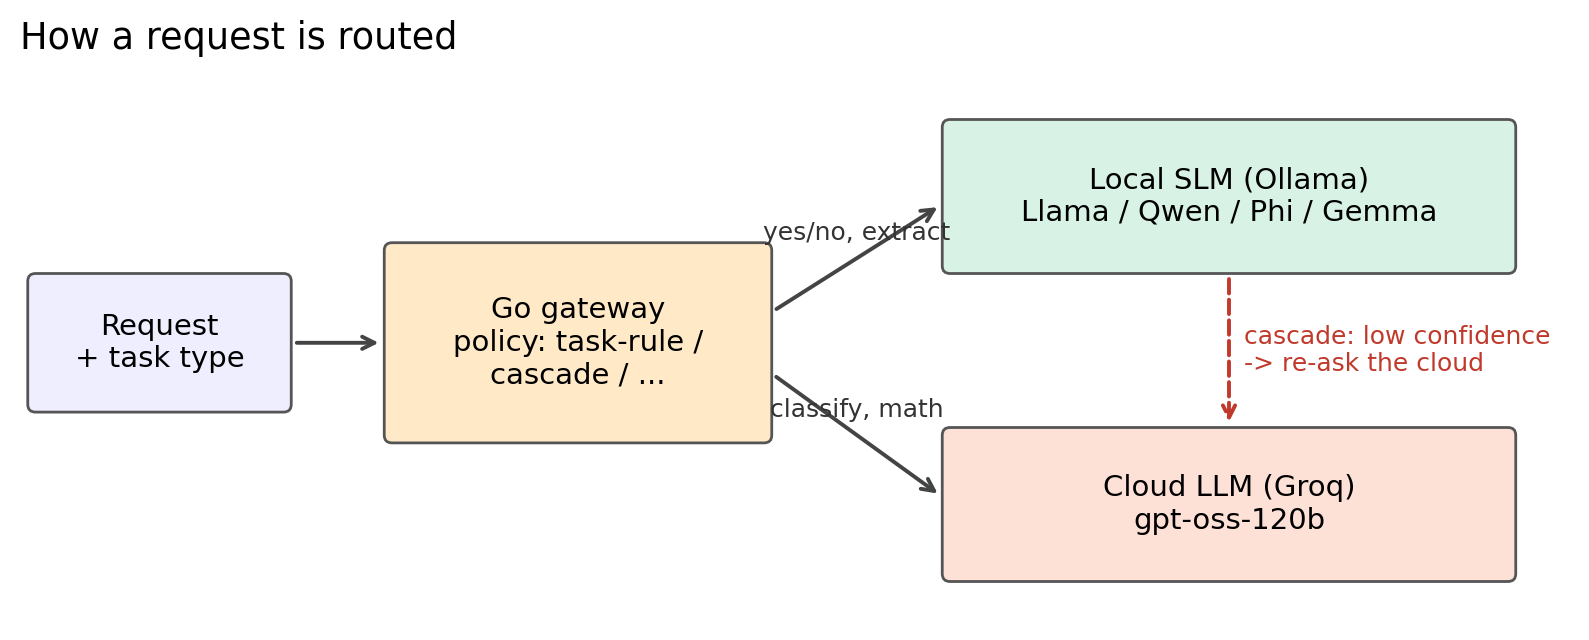 How a request is routed
Request
+ task type
Go gateway
policy: task-rule /
cascade / ...
yes/no, extract
classify, math
Local SLM (Ollama)
Llama / Qwen / Phi / Gemma
cascade: low confidence
-> re-ask the cloud
Cloud LLM (Groq)
gpt-oss-120b